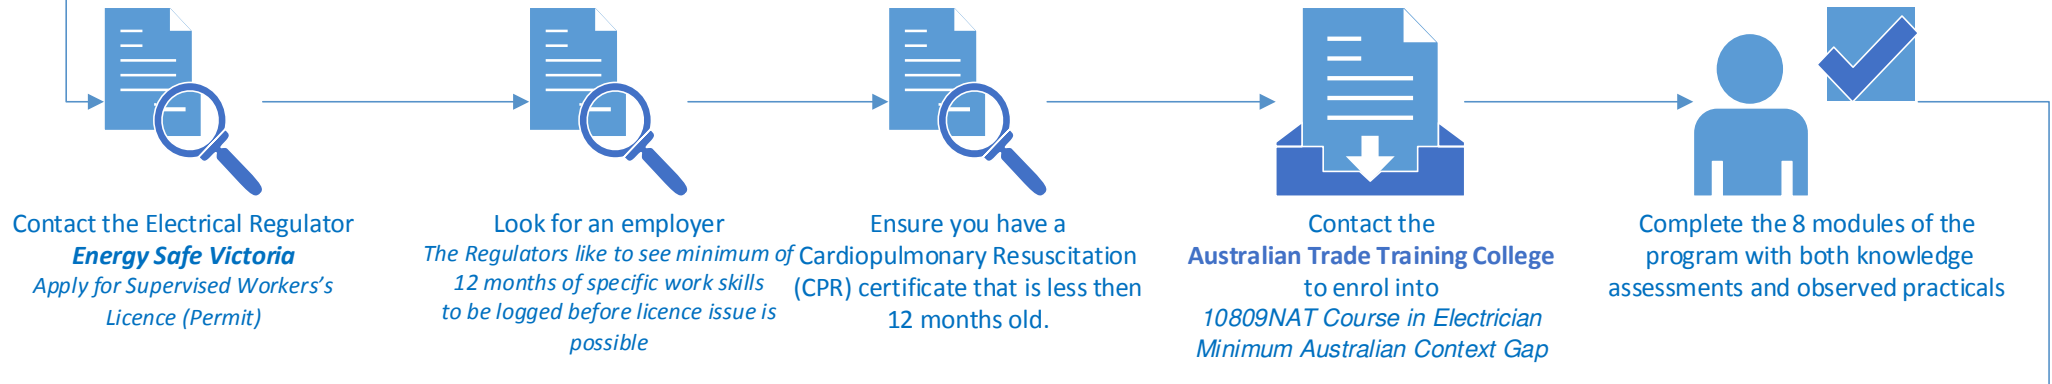 Contact the Electrical Regulator
Energy Safe Victoria
Apply for Supervised Workers's
Licence (Permit)
Look for an employer
The Regulators like to see minimum of
12 months of specific work skills
to be logged before licence issue is
possible
Ensure you have a
Cardiopulmonary Resuscitation
(CPR) certificate that is less then
12 months old.
Contact the
Australian Trade Training College
to enrol into
10809NAT Course in Electrician
Minimum Australian Context Gap
Complete the 8 modules of the
program with both knowledge
assessments and observed practicals